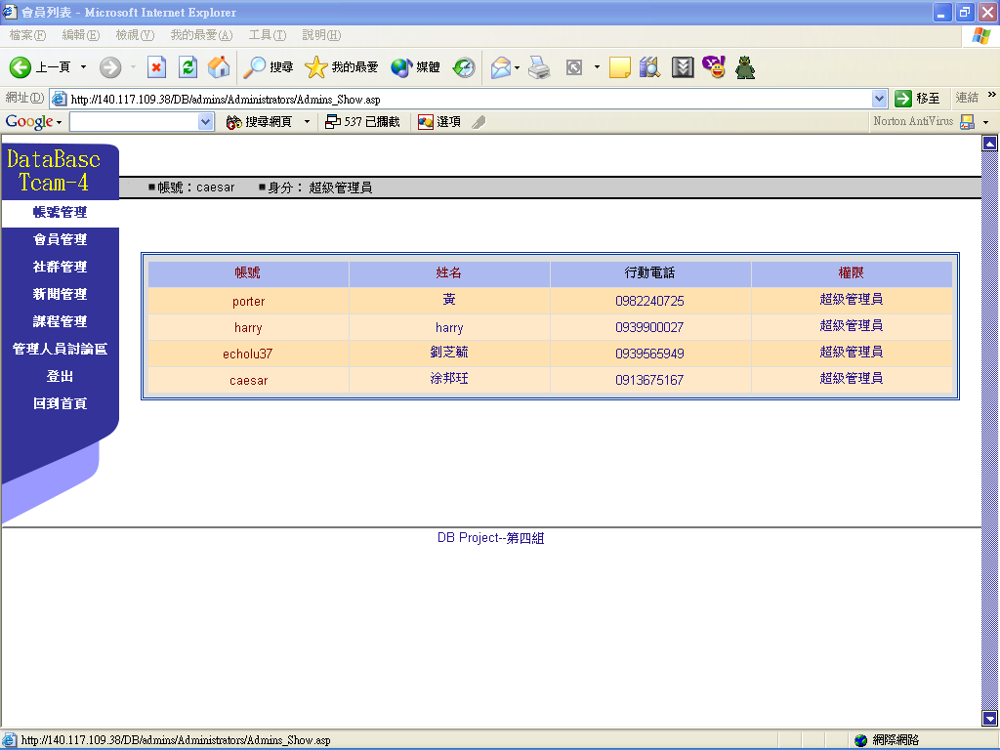 會員列表 - Microsoft Internet Explorer
檔案(F) 編輯(E) 檢視(V) 我的最愛(A) 工具(T) 說明(H)
上一頁 搜尋 我的最愛 媒體
網址(D) http://140.117.109.38/DB/admins/Administrators/Admins_Show.asp 移至 連結 »
Google 搜尋網頁 537 已攔截 選項 Norton AntiVirus
DataBase
Team-4
■帳號：caesar ■身分： 超級管理員
帳號管理
會員管理
社群管理
新聞管理
課程管理
管理人員討論區
登出
回到首頁
帳號 姓名 行動電話 權限
porter 黃 0982240725 超級管理員
harry harry 0939900027 超級管理員
echolu37 劉芝毓 0939565949 超級管理員
caesar 涂邦玨 0913675167 超級管理員
DB Project--第四組
http://140.117.109.38/DB/admins/Administrators/Admins_Show.asp 網際網路